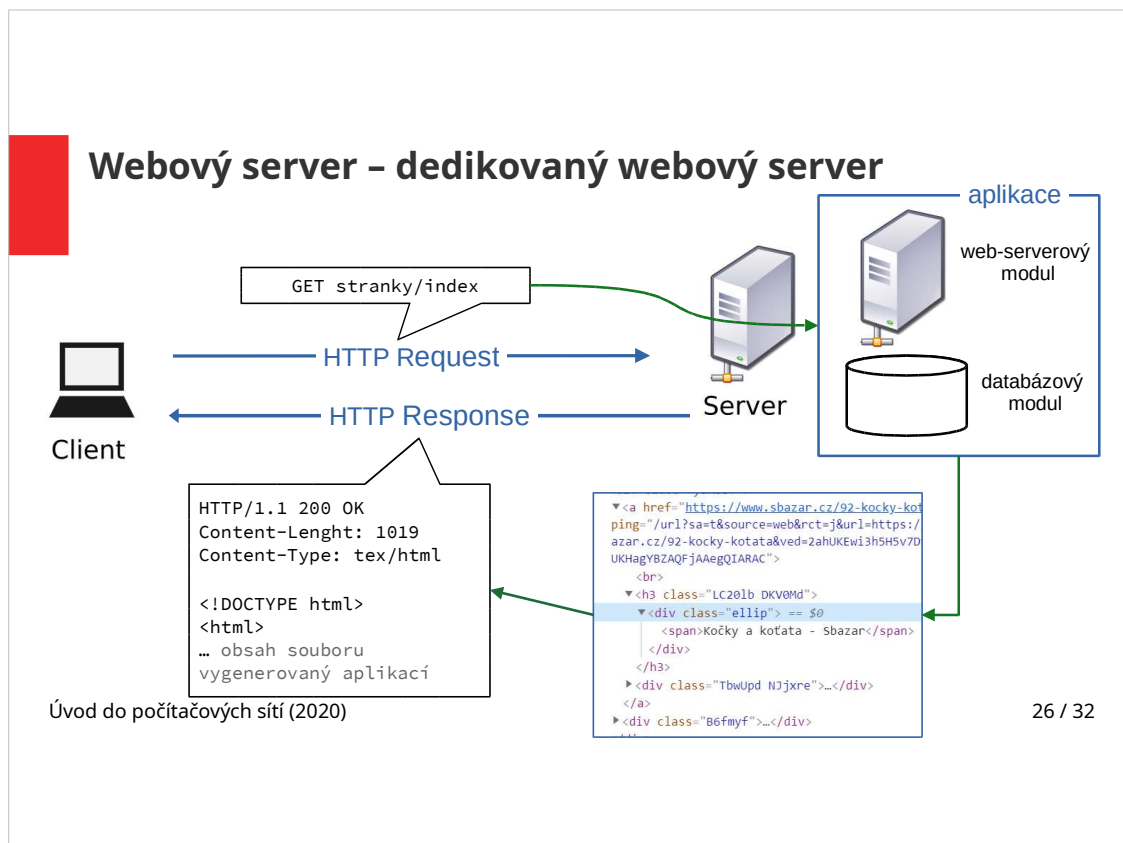 Webový server – dedikovaný webový server
aplikace
web-serverový
modul
databázový
modul
GET stranky/index
HTTP Request
HTTP Response
Client
Server
HTTP/1.1 200 OK
Content-Lenght: 1019
Content-Type: tex/html
<!DOCTYPE html>
<html>
… obsah souboru
vygenerovaný aplikací
▼<a href="https://www.sbazar.cz/92-kocky-kot
ping="/url?sa=t&source=web&rct=j&url=https:/
azar.cz/92-kocky-kotata&ved=2ahUKEwi3h5H5v7D
UKHagYBZAQFjAAegQIARAC">
<br>
▼<h3 class="LC20lb DKV0Md">
▼<div class="ellip"> == $0
<span>Kočky a koťata - Sbazar</span>
</div>
</h3>
▶<div class="TbwUpd NJjxre">…</div>
</a>
▶<div class="B6fmyf">…</div>
Úvod do počítačových sítí (2020)
26 / 32